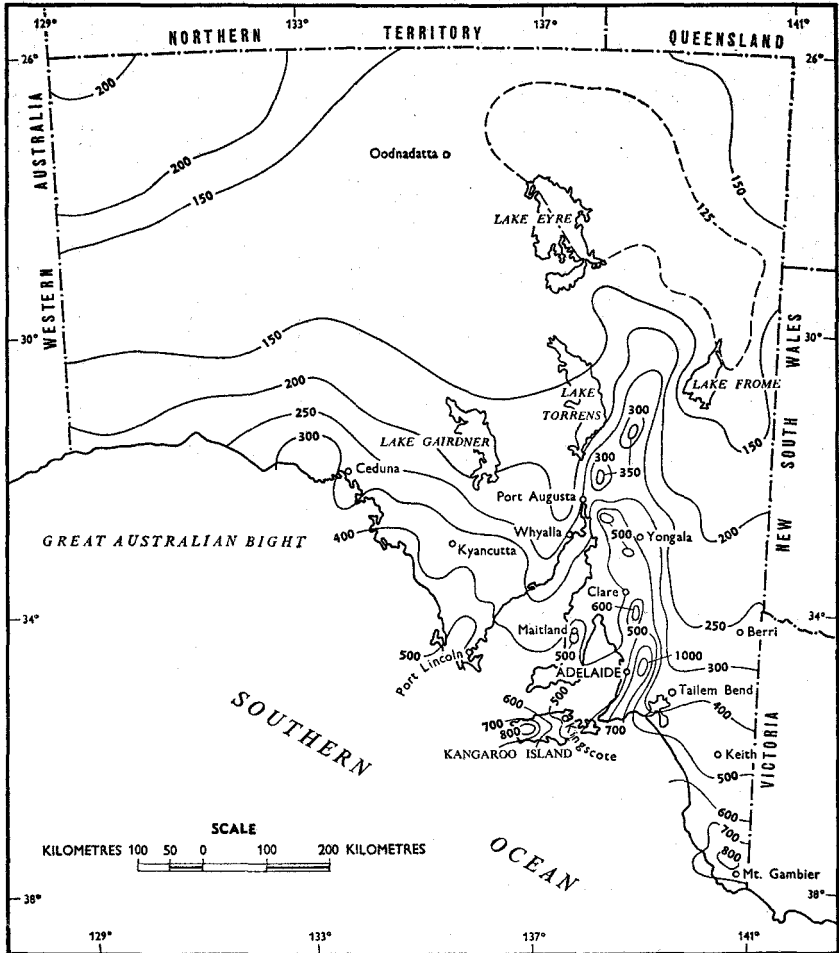 129°
133°
137°
141°
NORTHERN TERRITORY QUEENSLAND
26°
26°
200
200
150
WESTERN AUSTRALIA
Oodnadatta
LAKE EYRE
150
125
30°
30°
150
200
250
300
LAKE TORRENS
LAKE GAIRDNER
LAKE FROME
NEW SOUTH WALES
300
300
350
150
Ceduna
Port Augusta
Whyalla
500
Yongala
200
GREAT AUSTRALIAN BIGHT
400
Kyancutta
Clare
600
34°
34°
250
Berri
Maitland
500
500
500
Port Lincoln
ADELAIDE
1000
300
Tailem Bend
400
600
500
700
800
Kingscote
700
KANGAROO ISLAND
Keith
500
VICTORIA
SOUTHERN
OCEAN
600
700
800
Mt. Gambier
SCALE
KILOMETRES 100 50 0 100 200 KILOMETRES
38°
38°
129°
133°
137°
141°